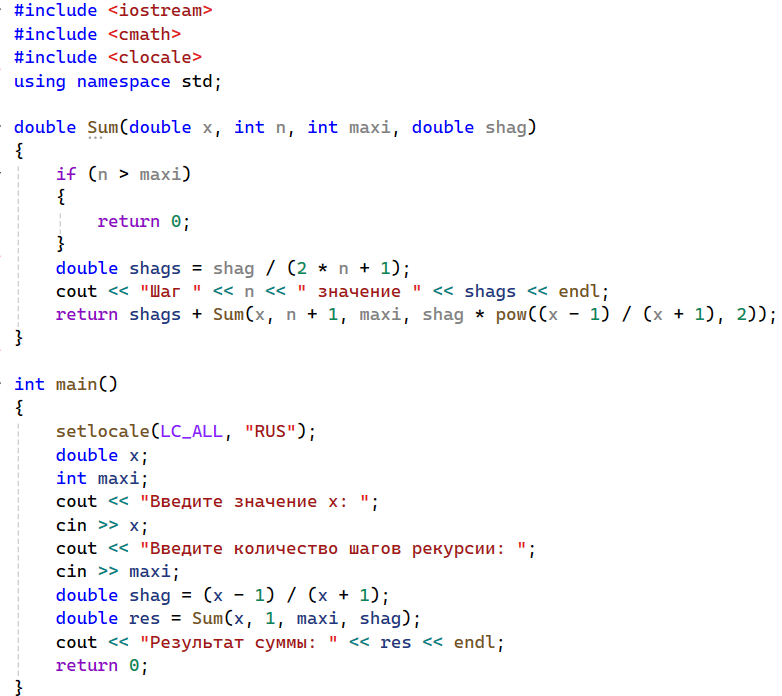 #include <iostream>
#include <cmath>
#include <clocale>
using namespace std;

double Sum(double x, int n, int maxi, double shag)
{
    if (n > maxi)
    {
        return 0;
    }
    double shags = shag / (2 * n + 1);
    cout << "Шаг " << n << " значение " << shags << endl;
    return shags + Sum(x, n + 1, maxi, shag * pow((x - 1) / (x + 1), 2));
}

int main()
{
    setlocale(LC_ALL, "RUS");
    double x;
    int maxi;
    cout << "Введите значение x: ";
    cin >> x;
    cout << "Введите количество шагов рекурсии: ";
    cin >> maxi;
    double shag = (x - 1) / (x + 1);
    double res = Sum(x, 1, maxi, shag);
    cout << "Результат суммы: " << res << endl;
    return 0;
}